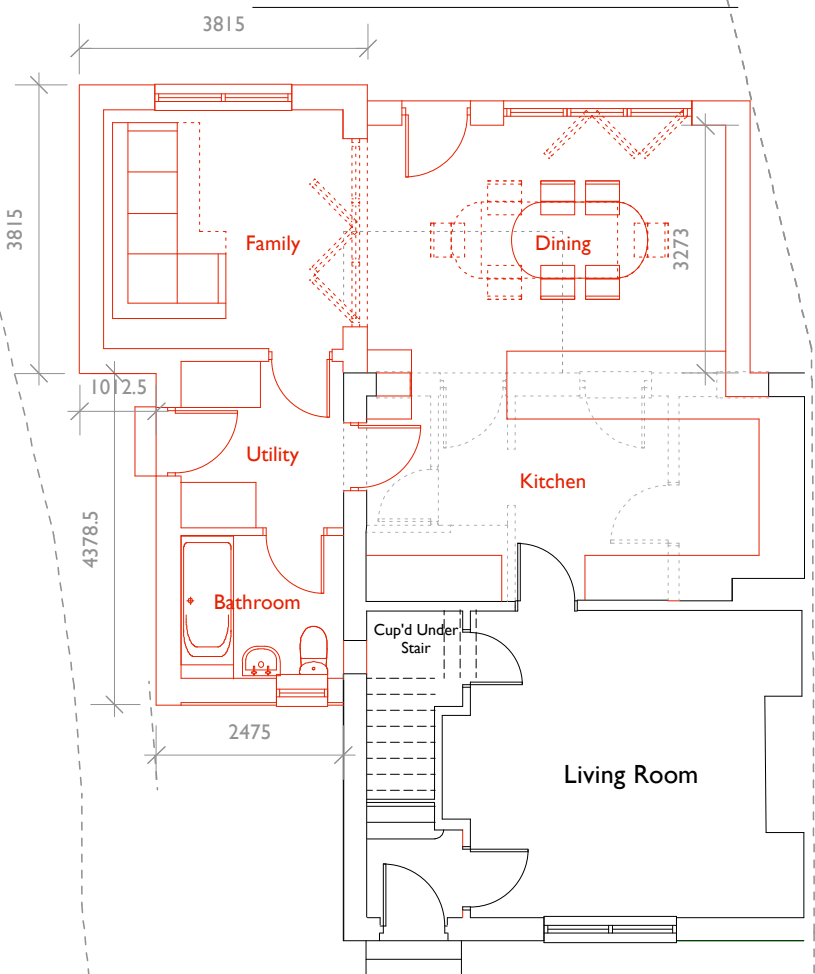 3815
3815
Family
Dining
3273
1012.5
Utility
Kitchen
4378.5
Bathroom
Cup'd Under
Stair
2475
Living Room